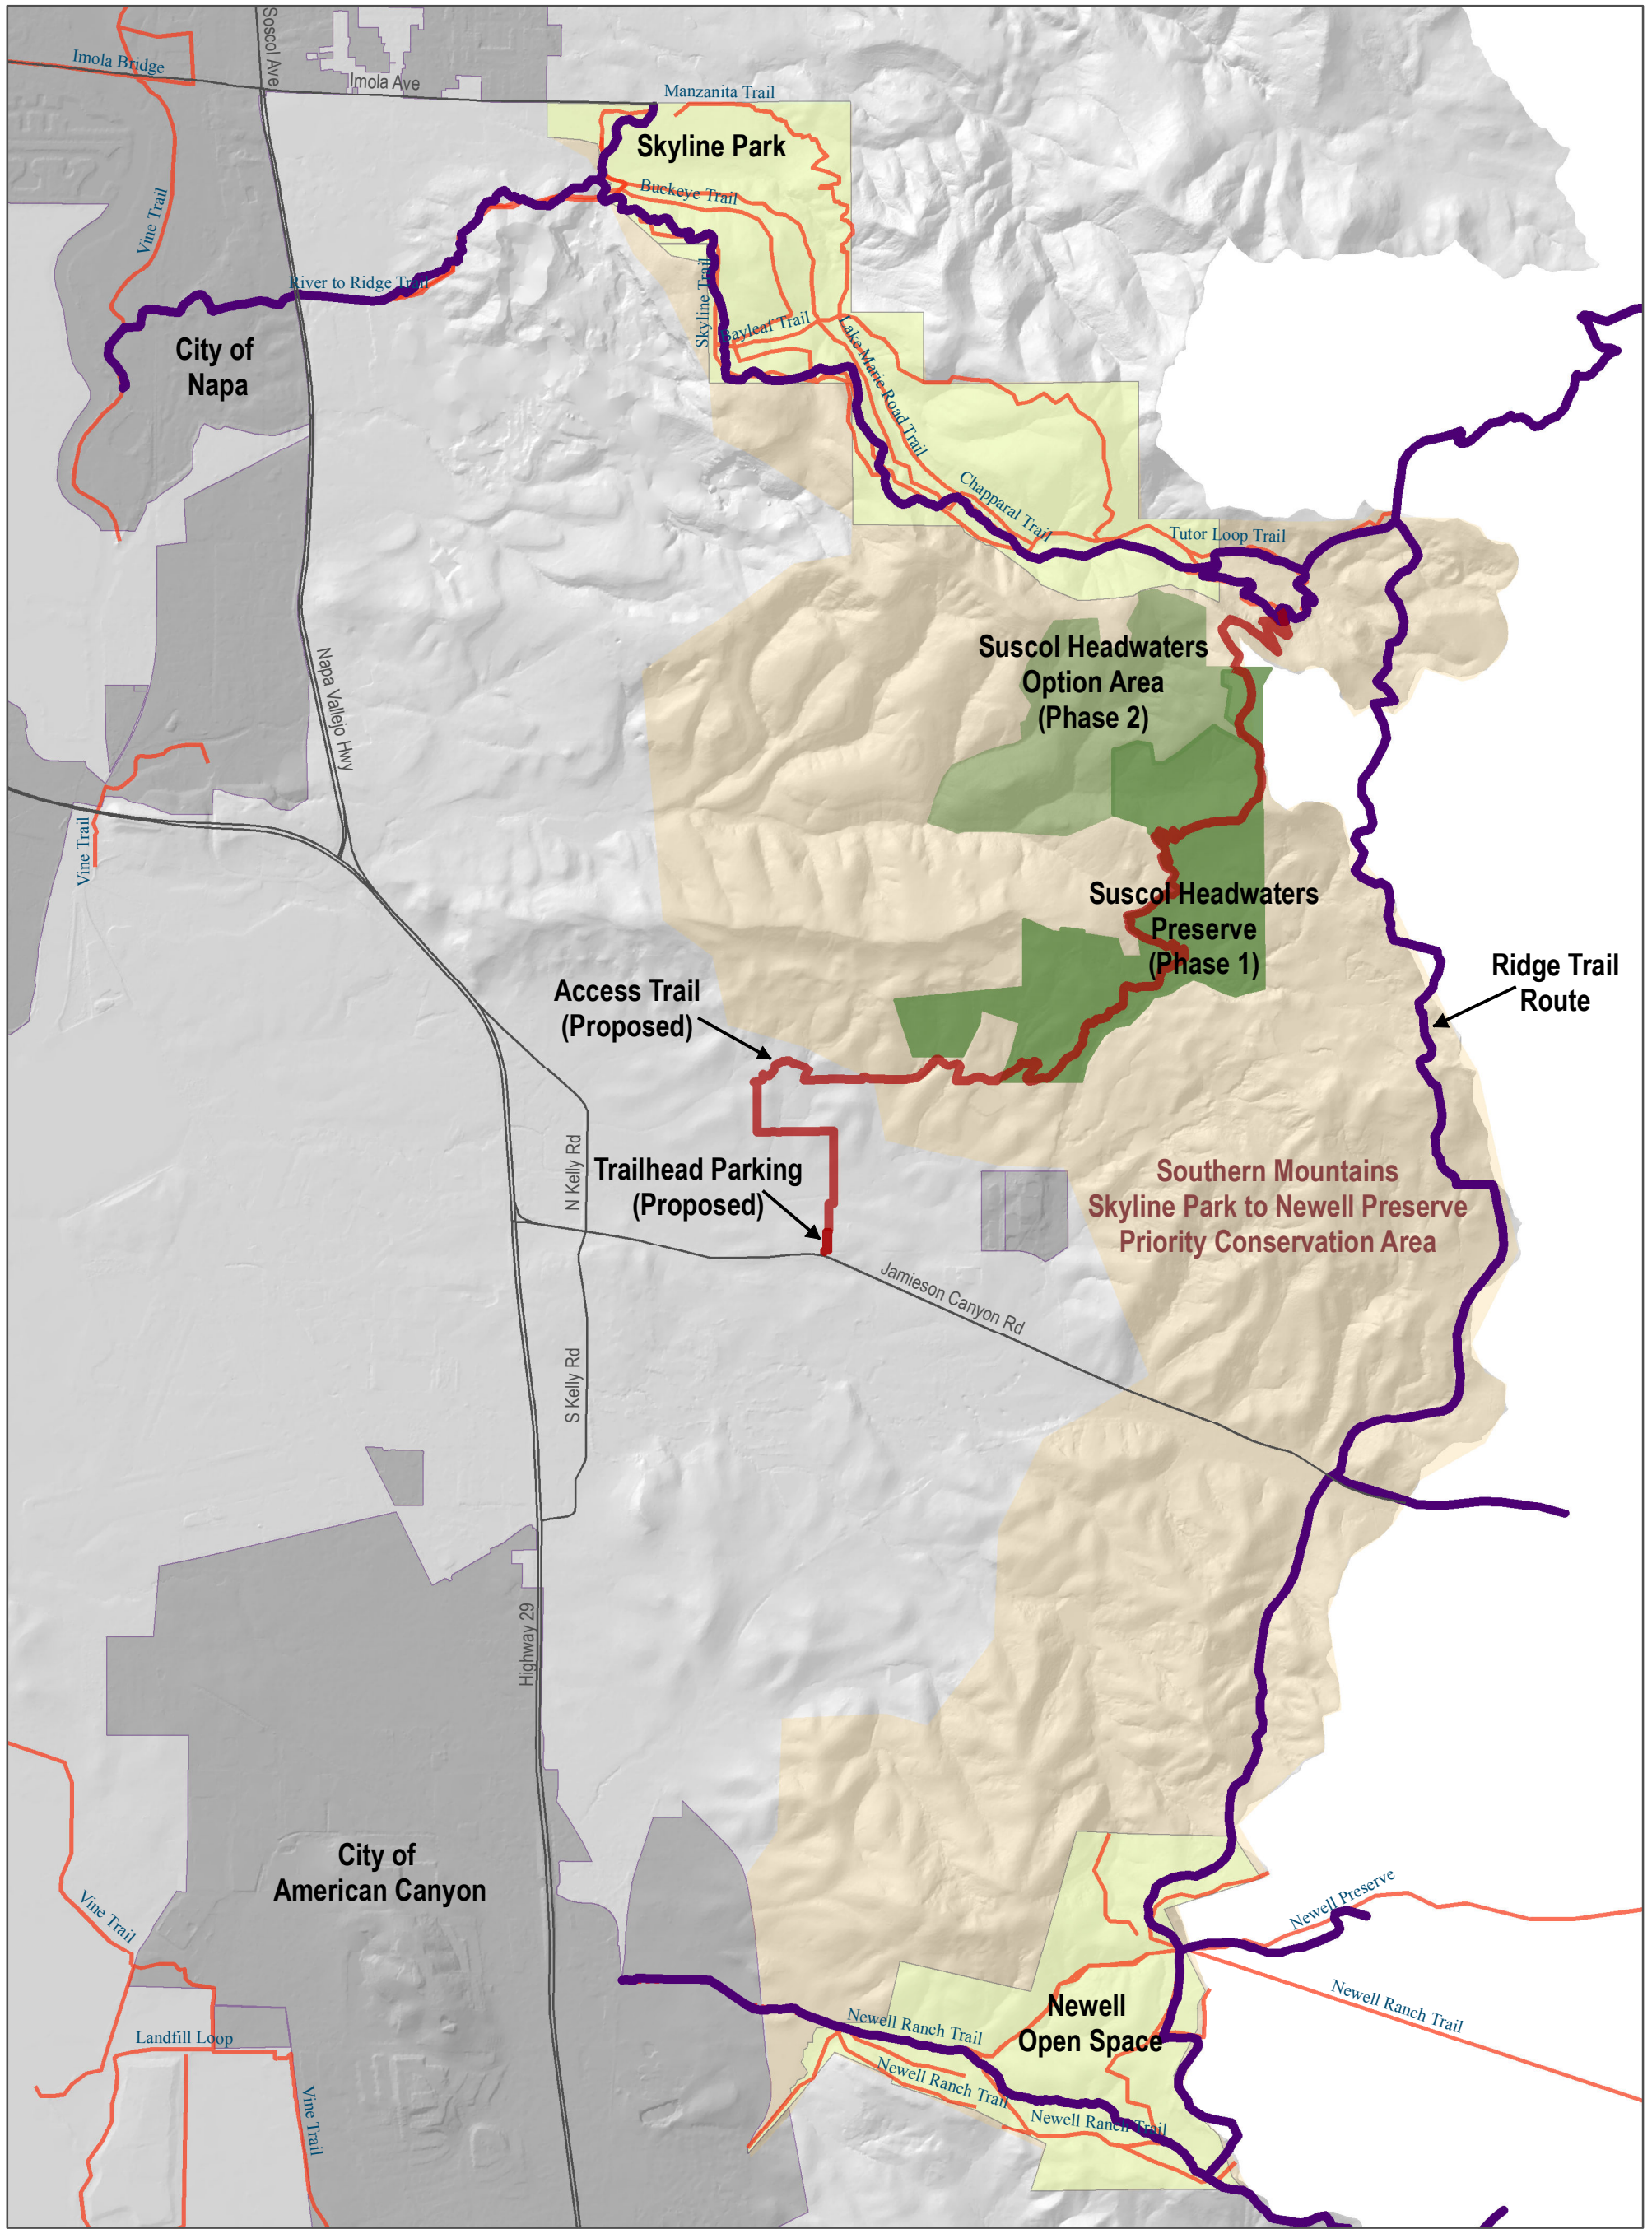 Soscol Ave
Imola Bridge
Imola Ave
Manzanita Trail
Skyline Park
Buckeye Trail
Vine Trail
River to Ridge Trail
Skyline Trail
Bayleaf Trail
Lake Marie Road Trail
City of
Napa
Chapparal Trail
Tutor Loop Trail
Suscol Headwaters
Option Area
(Phase 2)
Napa Vallejo Hwy
Vine Trail
Suscol Headwaters
Preserve
(Phase 1)
Access Trail
(Proposed)
Ridge Trail
Route
N Kelly Rd
Trailhead Parking
(Proposed)
Southern Mountains
Skyline Park to Newell Preserve
Priority Conservation Area
Jamieson Canyon Rd
S Kelly Rd
Highway 29
City of
American Canyon
Vine Trail
Newell Preserve
Newell Ranch Trail
Newell
Open Space
Newell Ranch Trail
Landfill Loop
Newell Ranch Trail
Newell Ranch Trail
Vine Trail